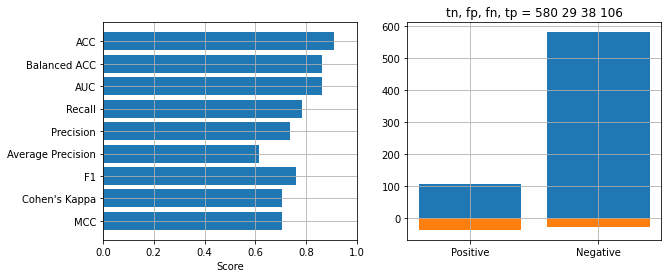 tn, fp, fn, tp = 580 29 38 106
ACC
Balanced ACC
AUC
Recall
Precision
Average Precision
F1
Cohen's Kappa
MCC
0.0 0.2 0.4 0.6 0.8 1.0
Score
600
500
400
300
200
100
0
Positive Negative